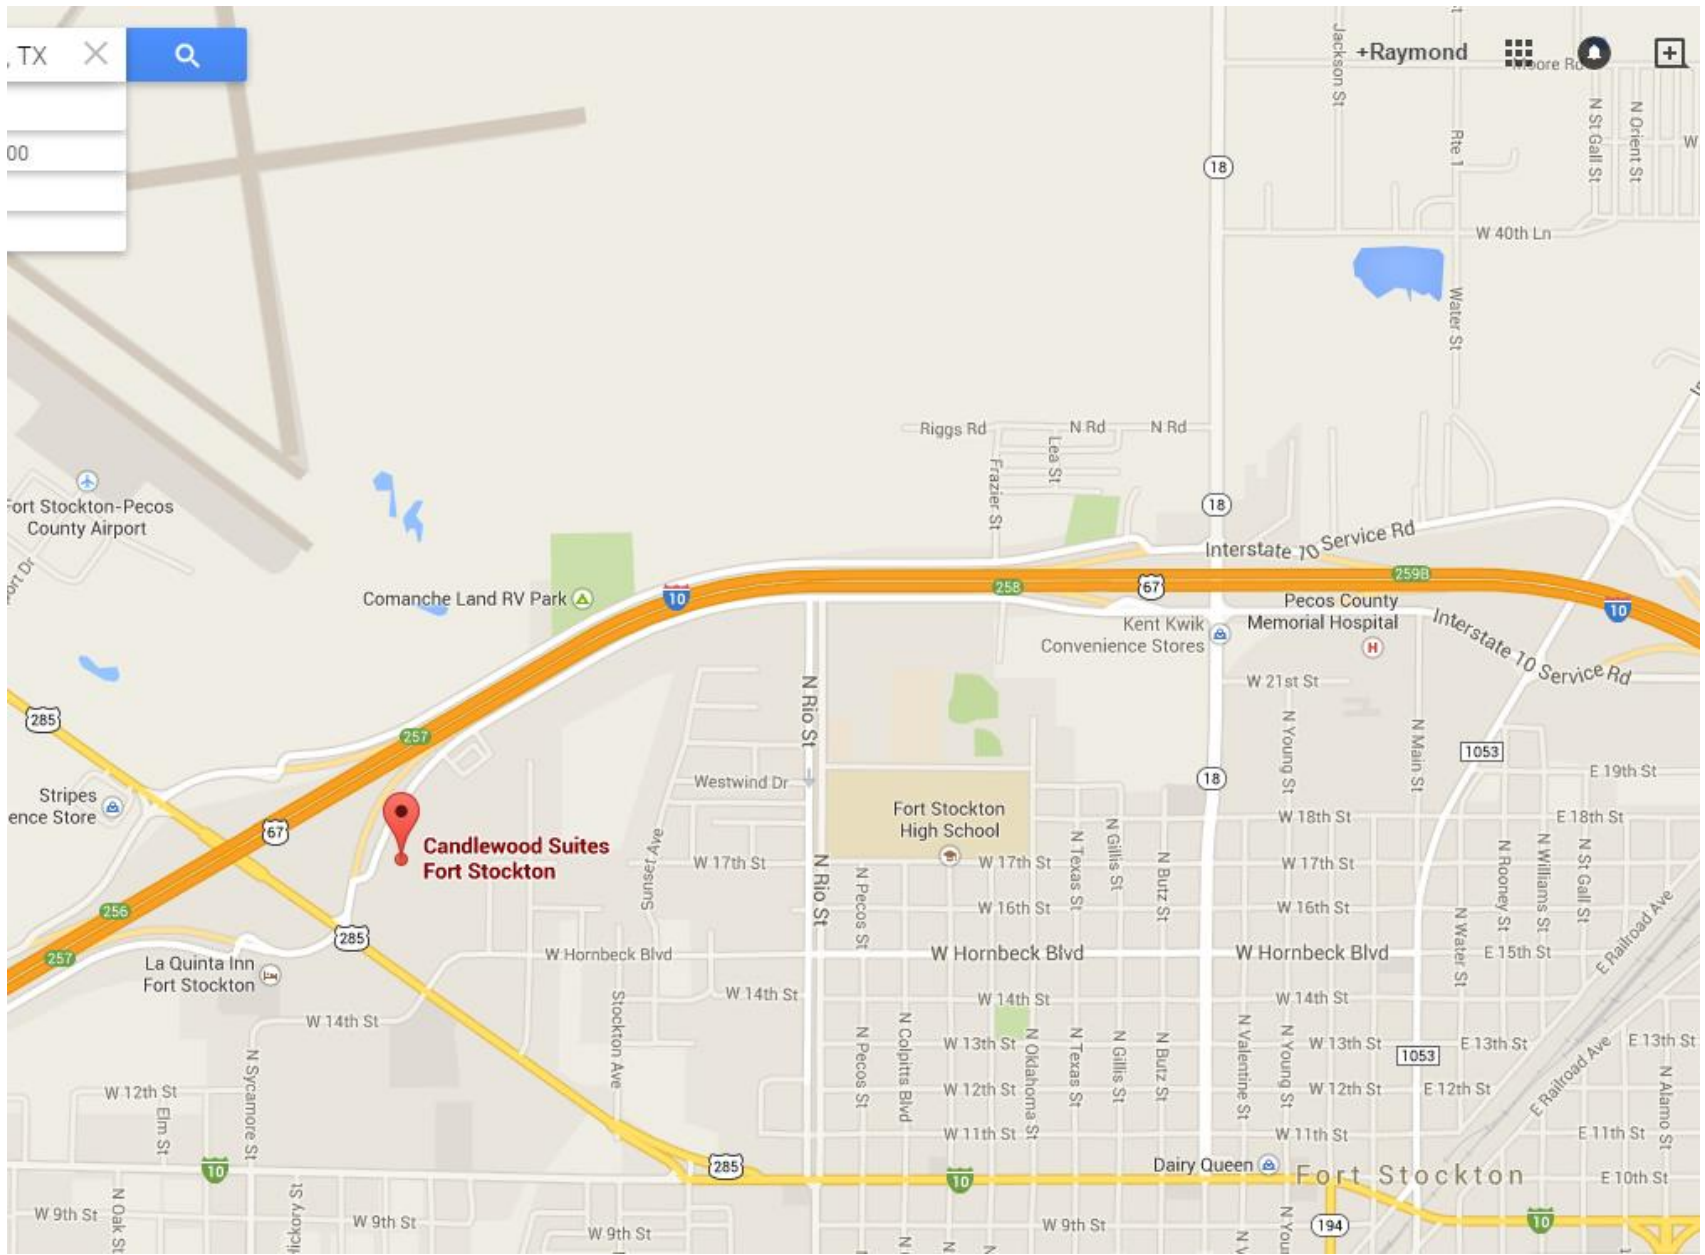 , TX
+Raymond
Moore Rd
Jackson St
N St Gall St
N Orient St
W
00
Rte 1
18
W 40th Ln
Water St
Riggs Rd
N Rd
N Rd
Lea St
Frazier St
18
Fort Stockton-Pecos
County Airport
Interstate 10 Service Rd
259B
258
67
10
10
Comanche Land RV Park
Pecos County
Memorial Hospital
H
Kent Kwik
Convenience Stores
Interstate 10 Service Rd
W 21st St
N Rio St
N Young St
N Main St
285
257
1053
18
E 19th St
Westwind Dr
Stripes
ence Store
67
Fort Stockton
High School
W 18th St
E 18th St
Candlewood Suites
Fort Stockton
Sunset Ave
W 17th St
N Rio St
W 17th St
N Texas St
N Gillis St
N Butz St
W 17th St
N Rooney St
N Williams St
N St Gall St
N Pecos St
W 16th St
W 16th St
N Water St
E Railroad Ave
256
285
257
W Hornbeck Blvd
W Hornbeck Blvd
W Hornbeck Blvd
E 15th St
La Quinta Inn
Fort Stockton
W 14th St
W 14th St
W 14th St
Stockton Ave
W 14th St
N Sycamore St
N Pecos St
N Colpitts Blvd
W 13th St
N Oklahoma St
N Texas St
N Gillis St
N Butz St
N Valentine St
N Young St
W 13th St
1053
E 13th St
E 13th St
E Railroad Ave
N Alamo St
W 12th St
Elm St
W 12th St
W 12th St
E 12th St
W 11th St
W 11th St
E 11th St
10
285
10
Dairy Queen
Fort Stockton
E 10th St
N Oak St
Hickory St
W 9th St
W 9th St
W 9th St
W 9th St
194
10